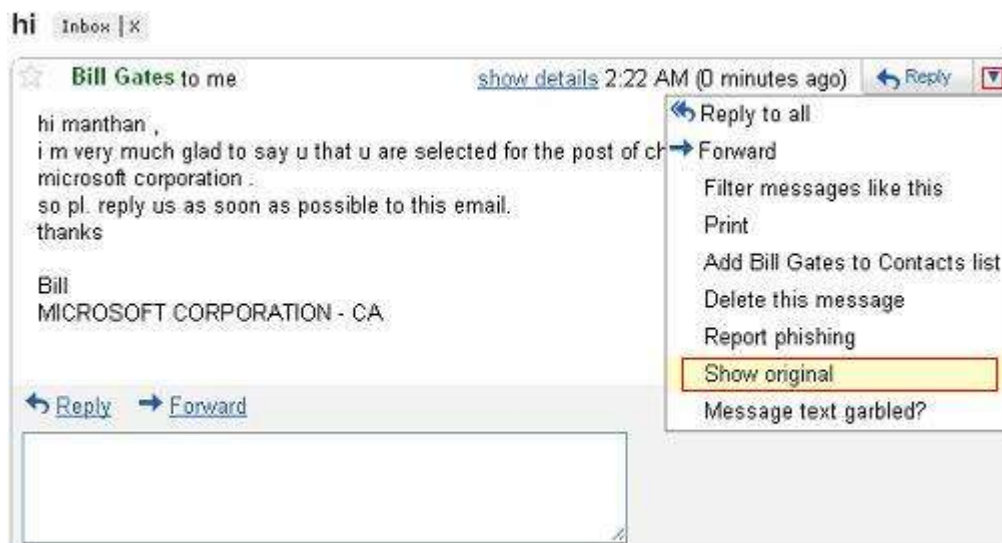 hi Inbox | X
Bill Gates to me show details 2:22 AM (0 minutes ago) Reply
hi manthan ,
i m very much glad to say u that u are selected for the post of
microsoft corporation .
so pl. reply us as soon as possible to this email.
thanks
Bill
MICROSOFT CORPORATION - CA
Reply to all
Forward
Filter messages like this
Print
Add Bill Gates to Contacts list
Delete this message
Report phishing
Show original
Message text garbled?
Reply Forward